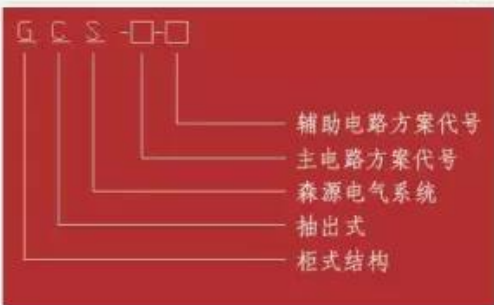 G C S -□-□
辅助电路方案代号
主电路方案代号
森源电气系统
抽出式
柜式结构